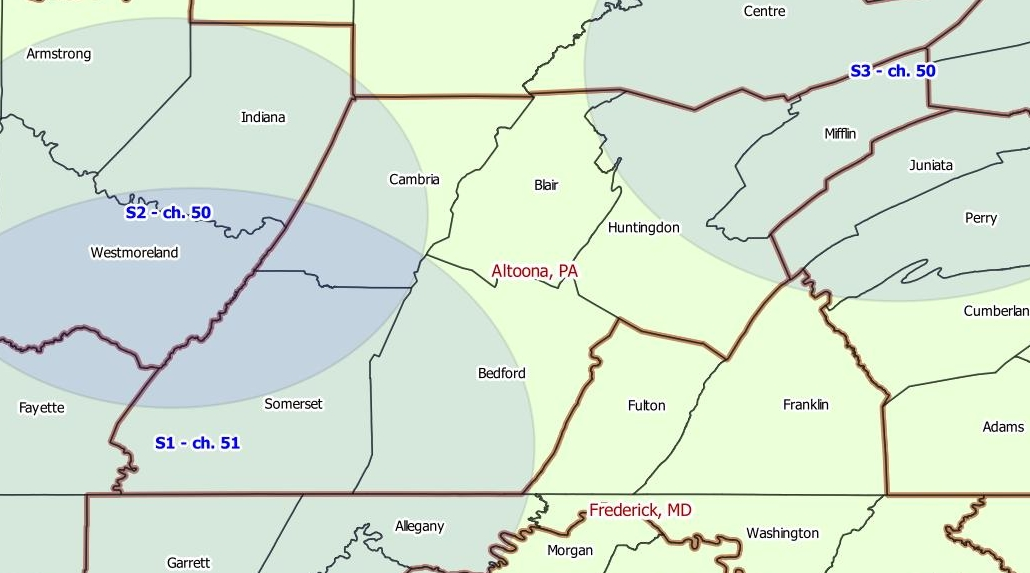 Centre
Armstrong
S3 - ch. 50
Indiana
Mifflin
Juniata
Cambria
Blair
S2 - ch. 50
Perry
Huntingdon
Westmoreland
Altoona, PA
Cumberlan
Bedford
Fayette
Somerset
Fulton
Franklin
Adams
S1 - ch. 51
Frederick, MD
Allegany
Washington
Morgan
Garrett